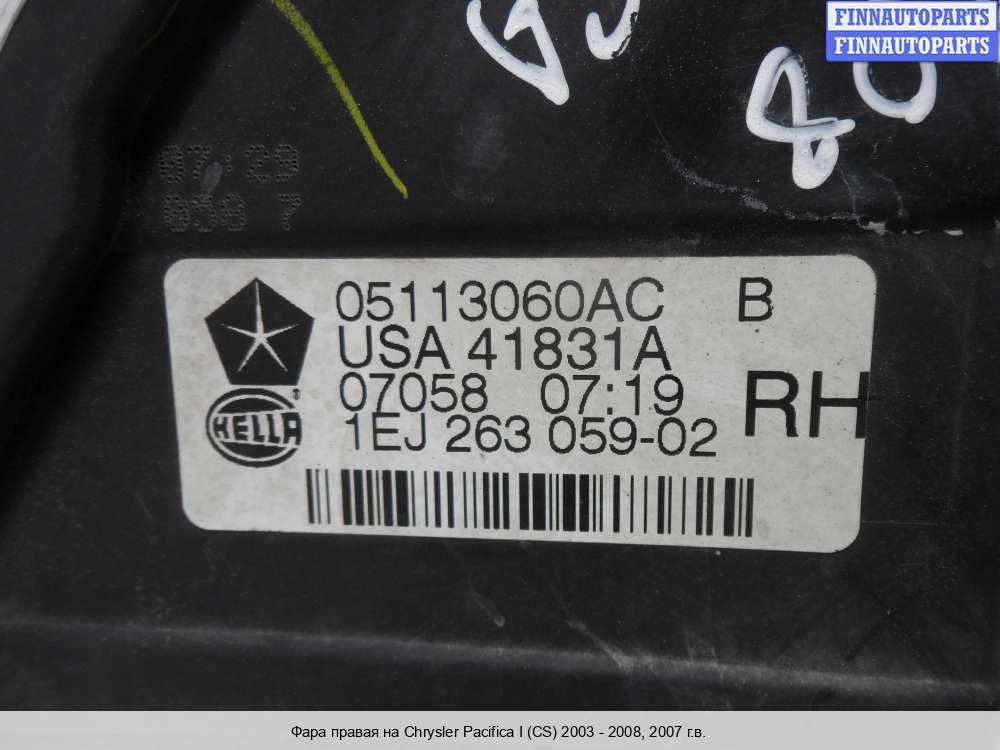 FINNAUTOPARTS
FINNAUTOPARTS
80
07:29
05113060AC B
USA 41831A
07058 07:19
RH
HELLA ®
1EJ 263 059-02
Фара правая на Chrysler Pacifica I (CS) 2003 - 2008, 2007 г.в.